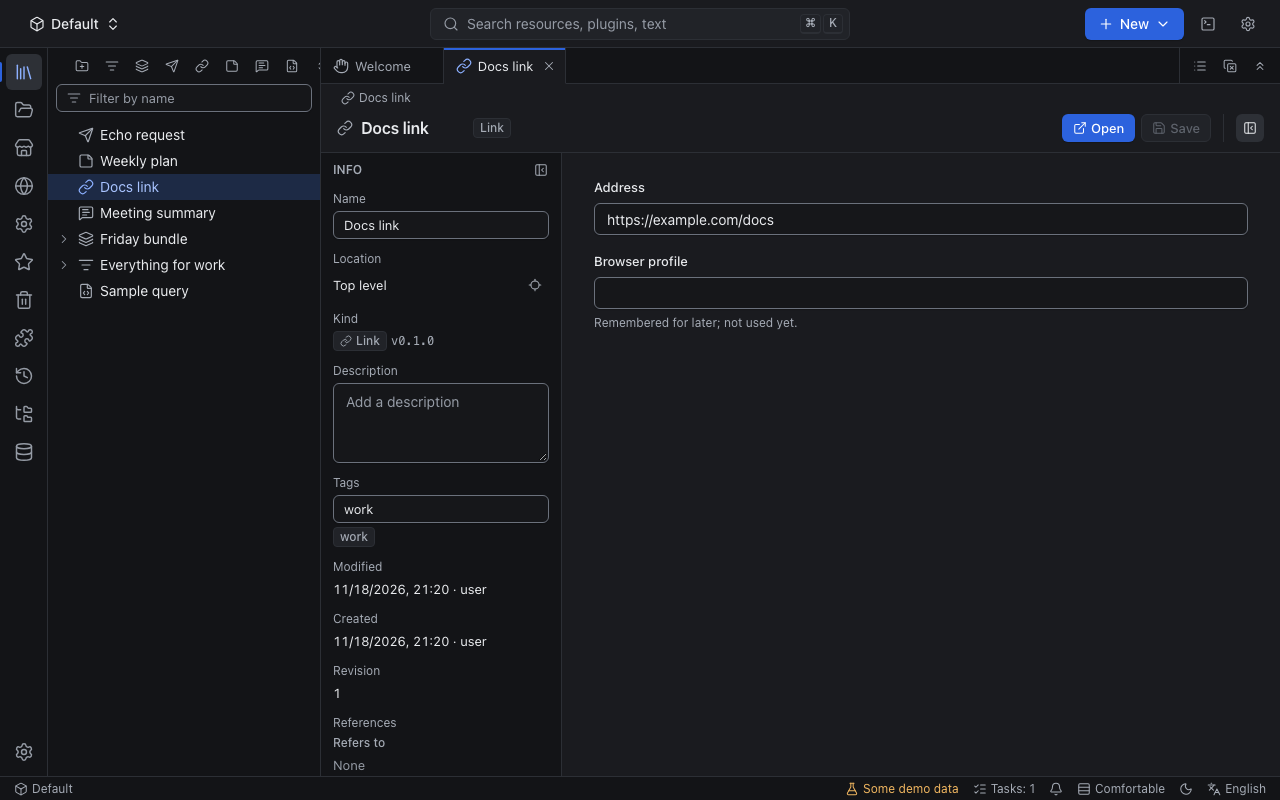 Default
Search resources, plugins, text
⌘ K
New
Welcome
Docs link
Filter by name
Echo request
Weekly plan
Docs link
Meeting summary
Friday bundle
Everything for work
Sample query
Docs link
Docs link
Link
Open
Save
INFO
Name
Docs link
Location
Top level
Kind
Link v0.1.0
Description
Add a description
Tags
work
work
Modified
11/18/2026, 21:20 · user
Created
11/18/2026, 21:20 · user
Revision
1
References
Refers to
None
Address
https://example.com/docs
Browser profile
Remembered for later; not used yet.
Default
Some demo data
Tasks: 1
Comfortable
English